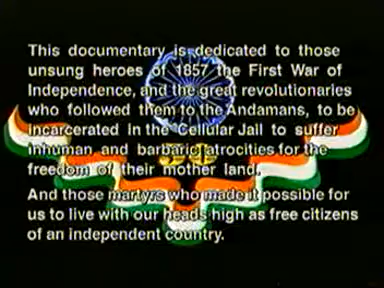 This documentary is dedicated to those
unsung heroes of 1857 the First War of
Independence, and the great revolutionaries
who followed them to the Andamans, to be
incarcerated in the Cellular Jail to suffer
inhuman and barbaric atrocities for the
freedom of their mother land.
And those martyrs who made it possible for
us to live with our heads high as free citizens
of an independent country.